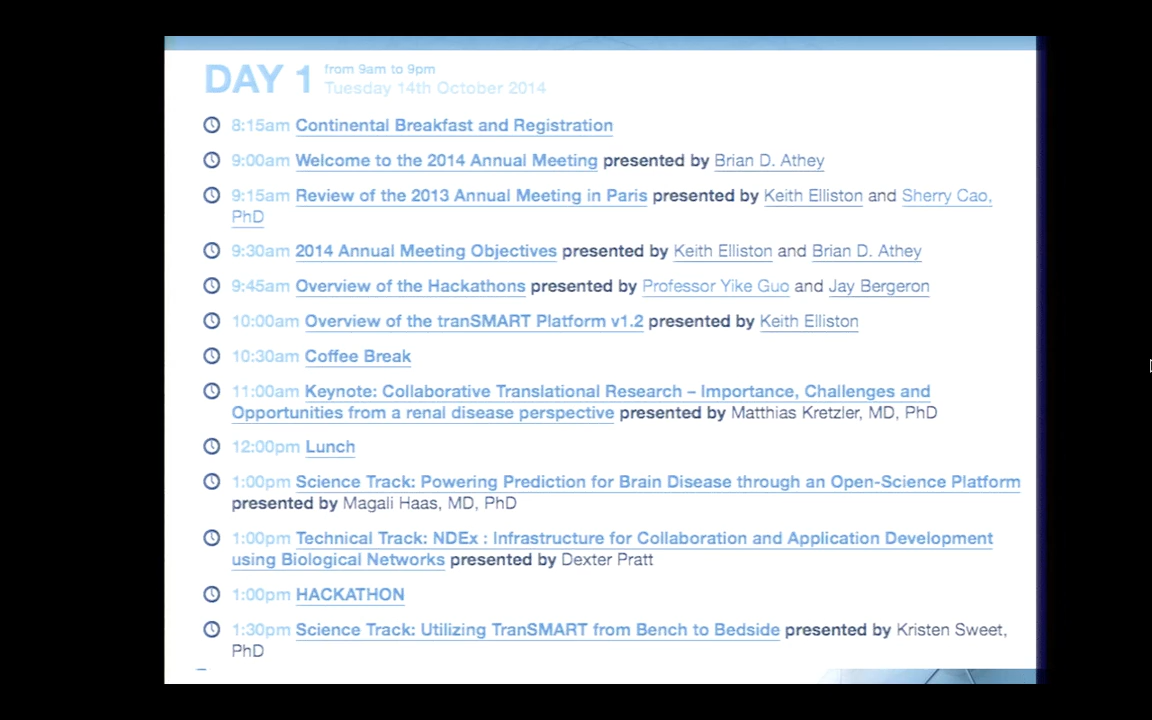 DAY 1 from 9am to 9pm
Tuesday 14th October 2014
8:15am Continental Breakfast and Registration
9:00am Welcome to the 2014 Annual Meeting presented by Brian D. Athey
9:15am Review of the 2013 Annual Meeting in Paris presented by Keith Elliston and Sherry Cao,
PhD
9:30am 2014 Annual Meeting Objectives presented by Keith Elliston and Brian D. Athey
9:45am Overview of the Hackathons presented by Professor Yike Guo and Jay Bergeron
10:00am Overview of the tranSMART Platform v1.2 presented by Keith Elliston
10:30am Coffee Break
11:00am Keynote: Collaborative Translational Research – Importance, Challenges and
Opportunities from a renal disease perspective presented by Matthias Kretzler, MD, PhD
12:00pm Lunch
1:00pm Science Track: Powering Prediction for Brain Disease through an Open-Science Platform
presented by Magali Haas, MD, PhD
1:00pm Technical Track: NDEx : Infrastructure for Collaboration and Application Development
using Biological Networks presented by Dexter Pratt
1:00pm HACKATHON
1:30pm Science Track: Utilizing TranSMART from Bench to Bedside presented by Kristen Sweet,
PhD